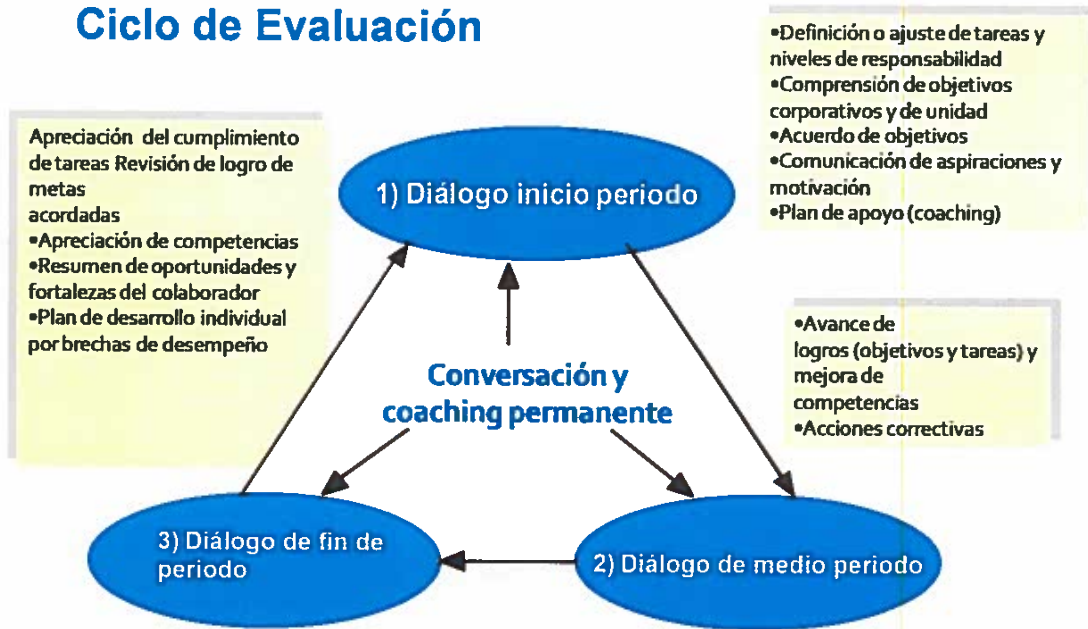 Ciclo de Evaluación
•Definición o ajuste de tareas y
niveles de responsabilidad
•Comprensión de objetivos
corporativos y de unidad
•Acuerdo de objetivos
•Comunicación de aspiraciones y
motivación
•Plan de apoyo (coaching)
Apreciación del cumplimiento
de tareas Revisión de logro de
metas
acordadas
•Apreciación de competencias
•Resumen de oportunidades y
fortalezas del colaborador
•Plan de desarrollo individual
por brechas de desempeño
1) Diálogo inicio periodo
•Avance de
logros (objetivos y tareas) y
mejora de
competencias
•Acciones correctivas
Conversación y
coaching permanente
3) Diálogo de fin de
periodo
2) Diálogo de medio periodo